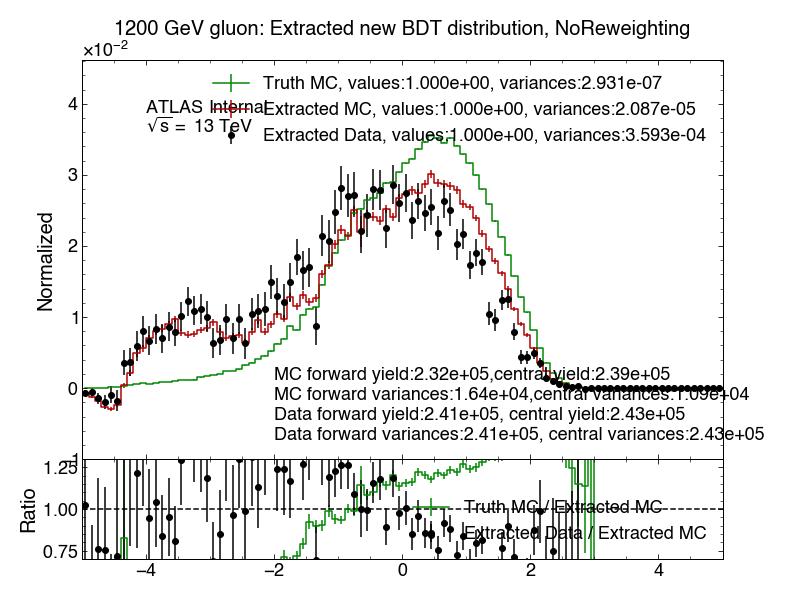 1200 GeV gluon: Extracted new BDT distribution, NoReweighting
×10⁻²
Truth MC, values:1.000e+00, variances:2.931e-07
ATLAS Internal
Extracted MC, values:1.000e+00, variances:2.087e-05
√s = 13 TeV
Extracted Data, values:1.000e+00, variances:3.593e-04
4
3
2
1
0
Normalized
MC forward yield:2.32e+05,central yield:2.39e+05
MC forward variances:1.64e+04,central variances:1.09e+04
Data forward yield:2.41e+05, central yield:2.43e+05
Data forward variances:2.41e+05, central variances:2.43e+05
1
1.25
1.00
0.75
Ratio
Truth MC / Extracted MC
Extracted Data / Extracted MC
−4 −2 0 2 4